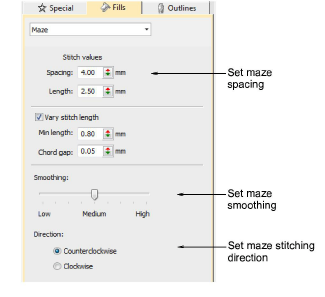 Special Fills Outlines
Maze
Stitch values
Spacing: 4.00 mm
Set maze
spacing
Length: 2.50 mm
Vary stitch length
Min length: 0.80 mm
Chord gap: 0.05 mm
Smoothing:
Set maze
smoothing
Low Medium High
Direction:
Set maze stitching
direction
Counterclockwise
Clockwise